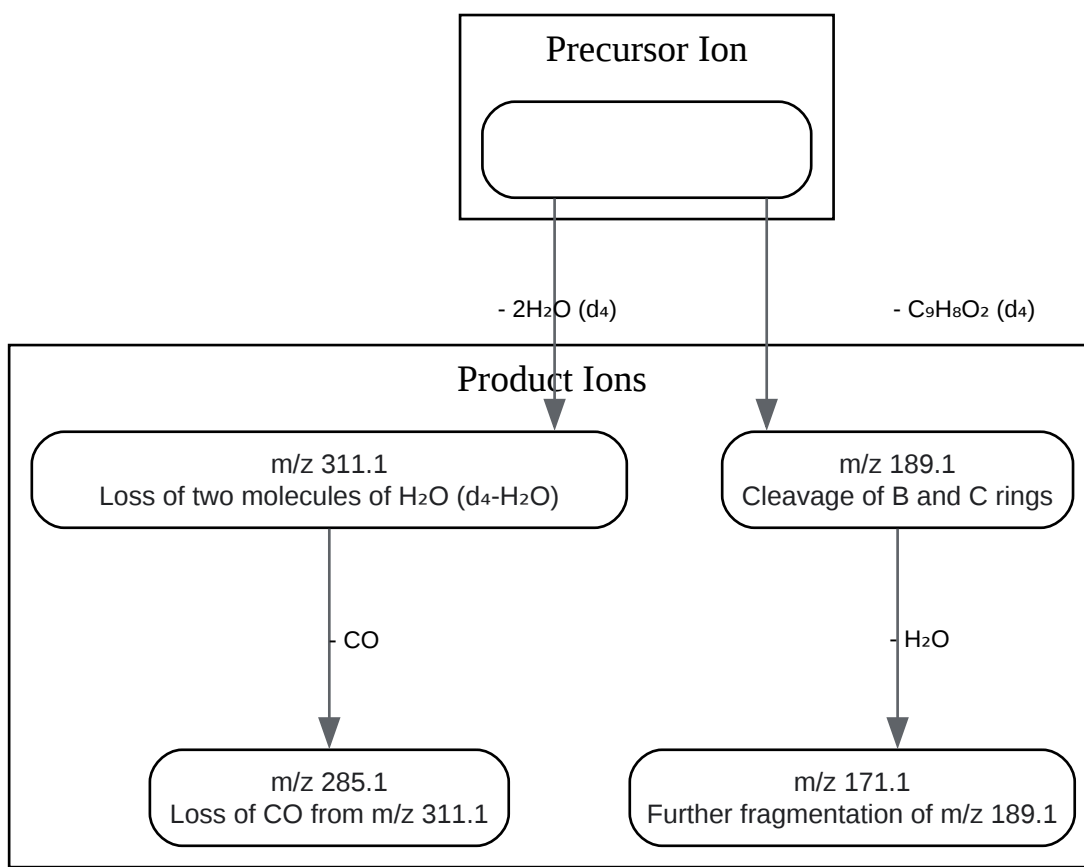 Precursor Ion
- 2H₂O (d₄)
- C₉H₈O₂ (d₄)
Product Ions
m/z 311.1
Loss of two molecules of H₂O (d₄-H₂O)
m/z 189.1
Cleavage of B and C rings
- CO
- H₂O
m/z 285.1
Loss of CO from m/z 311.1
m/z 171.1
Further fragmentation of m/z 189.1